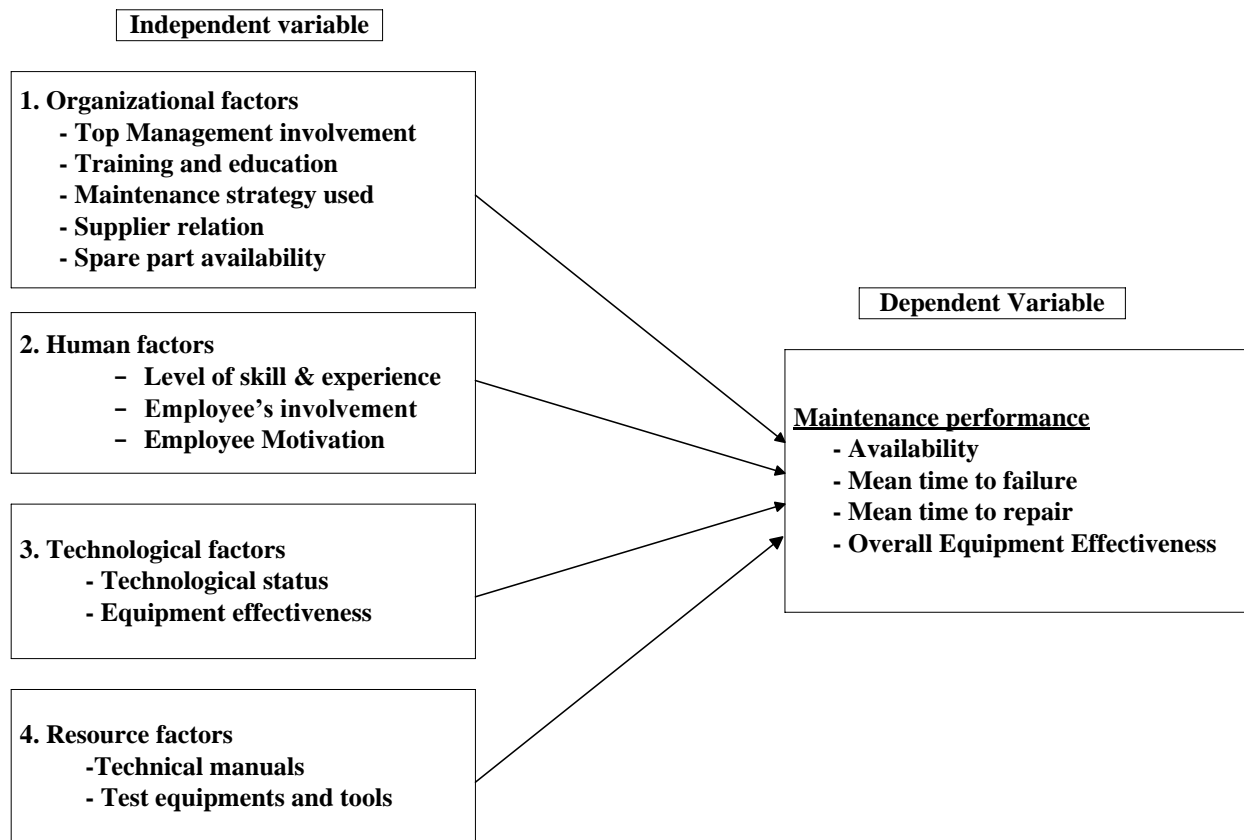 Independent variable
1. Organizational factors
- Top Management involvement
- Training and education
- Maintenance strategy used
- Supplier relation
- Spare part availability
2. Human factors
- Level of skill & experience
- Employee's involvement
- Employee Motivation
3. Technological factors
- Technological status
- Equipment effectiveness
4. Resource factors
-Technical manuals
- Test equipments and tools
Dependent Variable
Maintenance performance
- Availability
- Mean time to failure
- Mean time to repair
- Overall Equipment Effectiveness